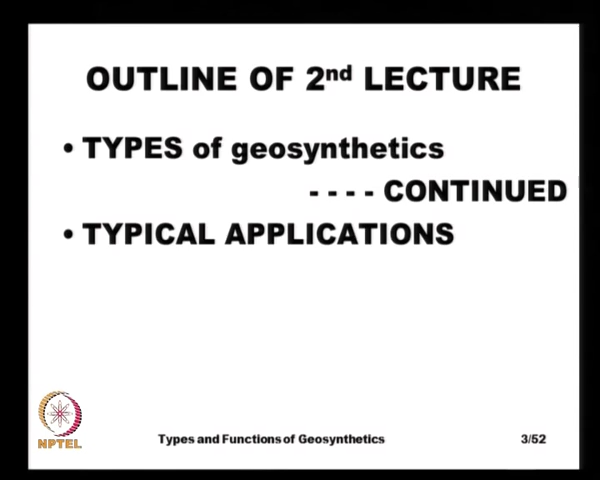 OUTLINE OF 2nd LECTURE
• TYPES of geosynthetics
- - - - CONTINUED
• TYPICAL APPLICATIONS
NPTEL
Types and Functions of Geosynthetics
3/52